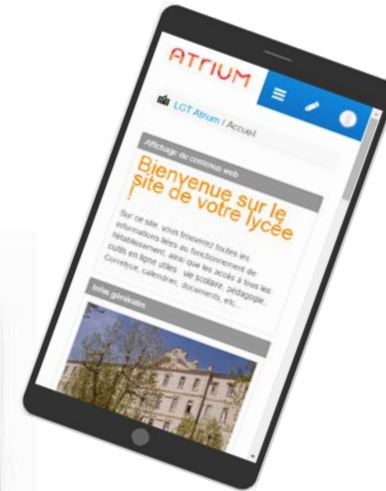 ATRIUM
LGT Atrium / Accueil
Affichage de contenus web
Bienvenue sur le
site de votre lycée
!
Sur ce site, vous trouverez toutes les
informations liées au fonctionnement de
l'établissement, ainsi que les accès à tous les
outils en ligne utiles : vie scolaire, pédagogie,
Correlyce, calendrier, documents, etc...
Infos générales